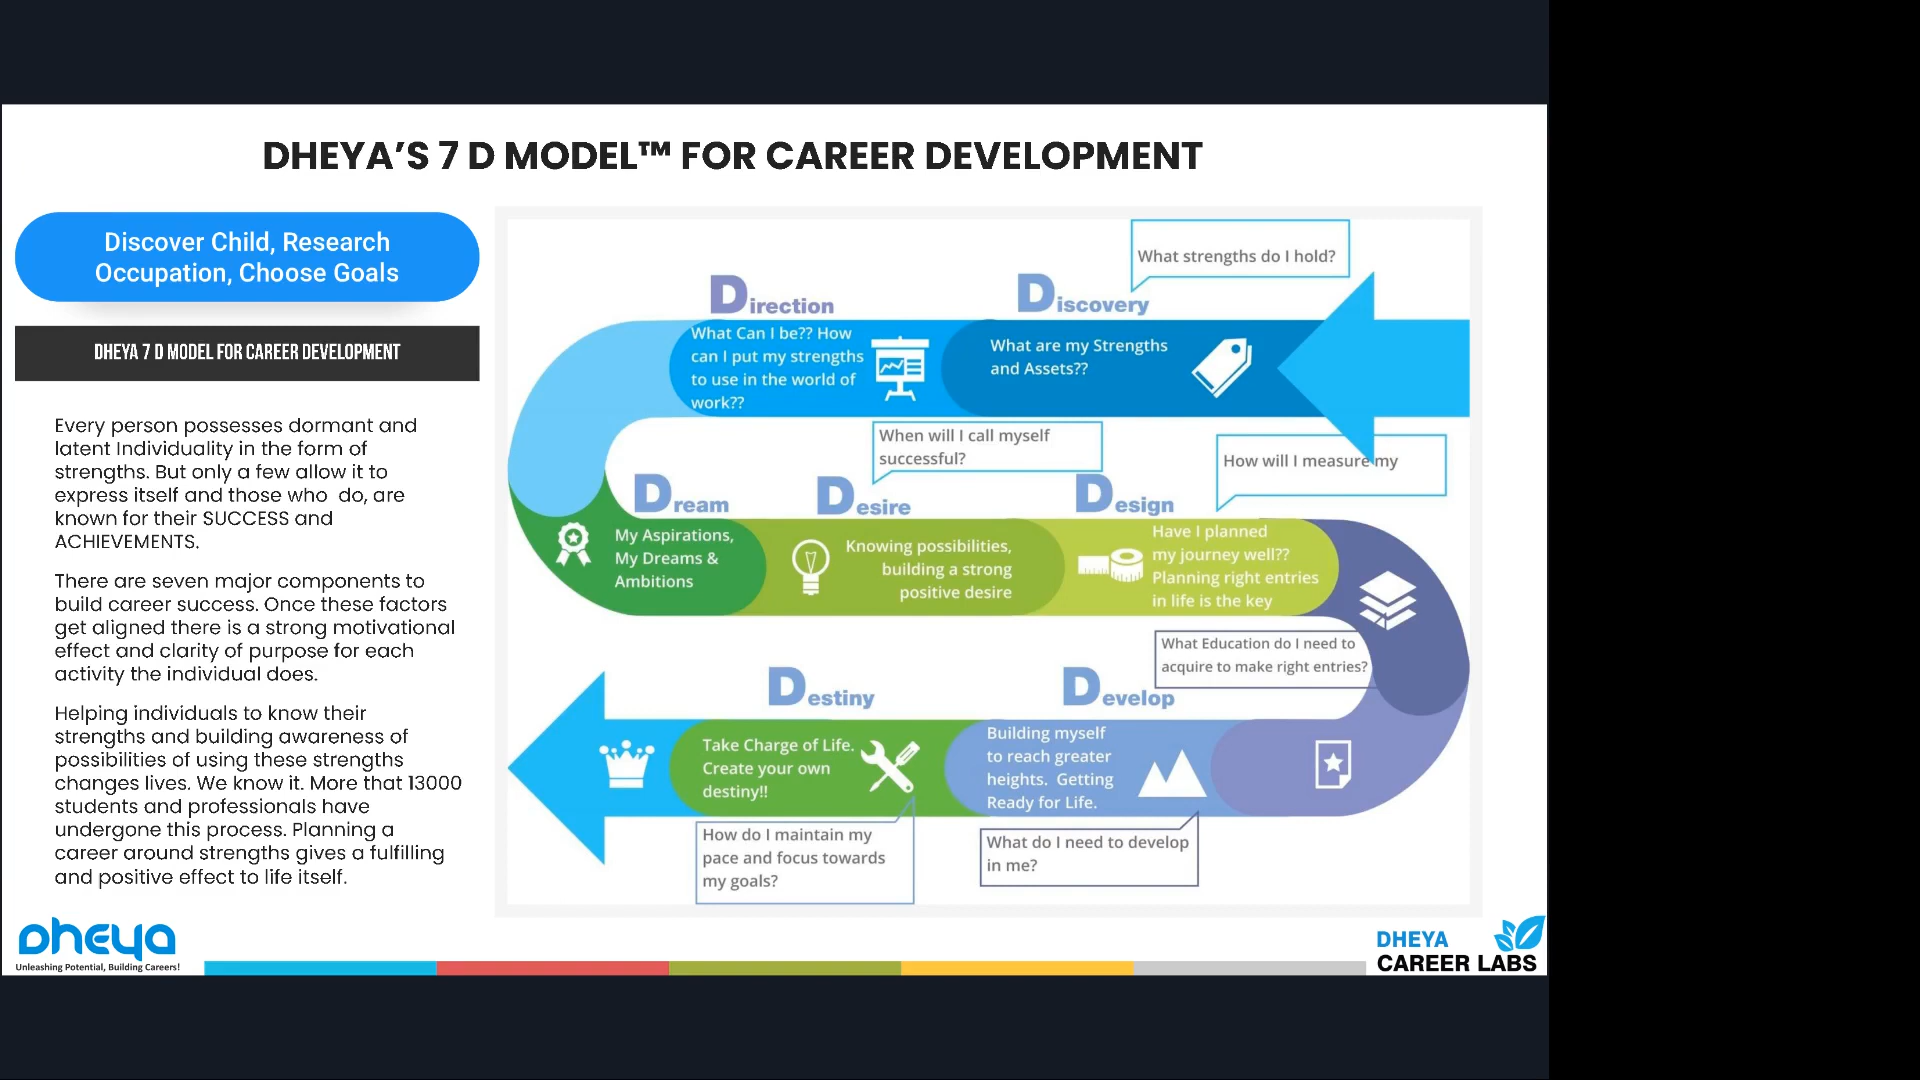 DHEYA’S 7 D MODEL™ FOR CAREER DEVELOPMENT
Discover Child, Research
Occupation, Choose Goals
DHEYA 7 D MODEL FOR CAREER DEVELOPMENT
Every person possesses dormant and
latent Individuality in the form of
strengths. But only a few allow it to
express itself and those who do, are
known for their SUCCESS and
ACHIEVEMENTS.
There are seven major components to
build career success. Once these factors
get aligned there is a strong motivational
effect and clarity of purpose for each
activity the individual does.
Helping individuals to know their
strengths and building awareness of
possibilities of using these strengths
changes lives. We know it. More that 13000
students and professionals have
undergone this process. Planning a
career around strengths gives a fulfilling
and positive effect to life itself.
What strengths do I hold?
Discovery
What are my Strengths
and Assets??
Direction
What Can I be?? How
can I put my strengths
to use in the world of
work??
When will I call myself
successful?
How will I measure my
Dream
My Aspirations,
My Dreams &
Ambitions
Desire
Knowing possibilities,
building a strong
positive desire
Design
Have I planned
my journey well??
Planning right entries
in life is the key
What Education do I need to
acquire to make right entries?
Develop
Building myself
to reach greater
heights. Getting
Ready for Life.
What do I need to develop
in me?
Destiny
Take Charge of Life.
Create your own
destiny!!
How do I maintain my
pace and focus towards
my goals?
Dheya
Unleashing Potential, Building Careers!
DHEYA
CAREER LABS